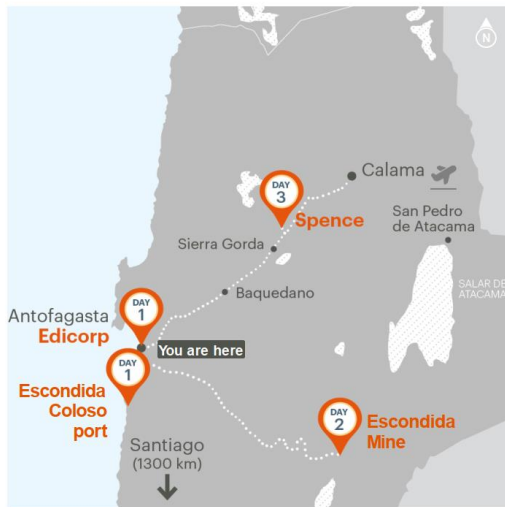 N
Calama
DAY
3
San Pedro
de Atacama
Spence
Sierra Gorda
SALAR DE
ATACAMA
Baquedano
DAY
1
Antofagasta
Edicorp
You are here
DAY
1
Escondida
Coloso
port
DAY
2
Escondida
Mine
Santiago
(1300 km)